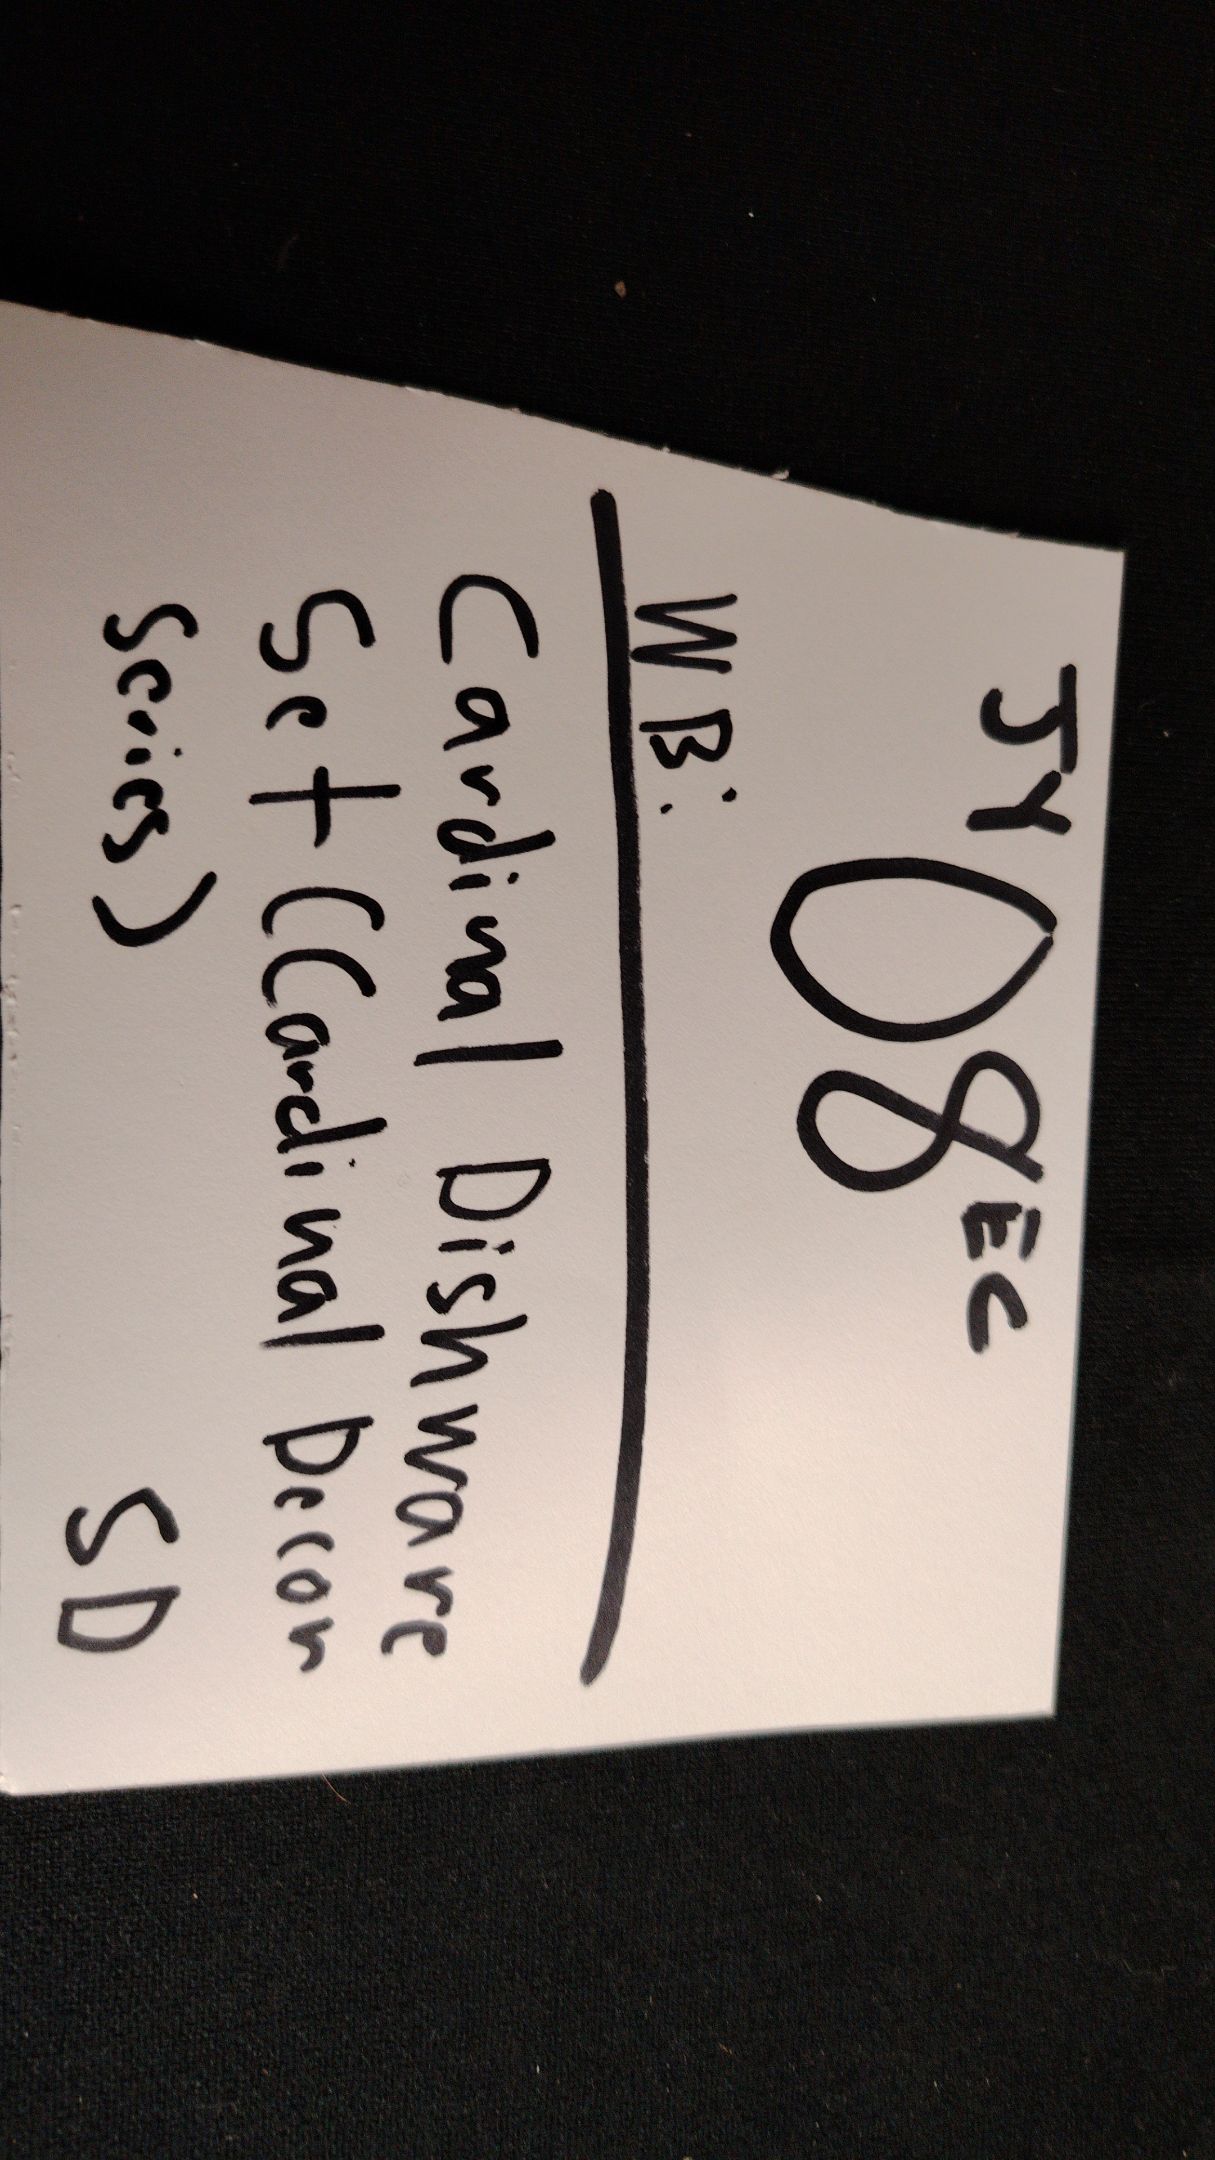 JY 08 EC
WB:
Cardinal Dishware
Set (Cardinal Decor
Series)
SD